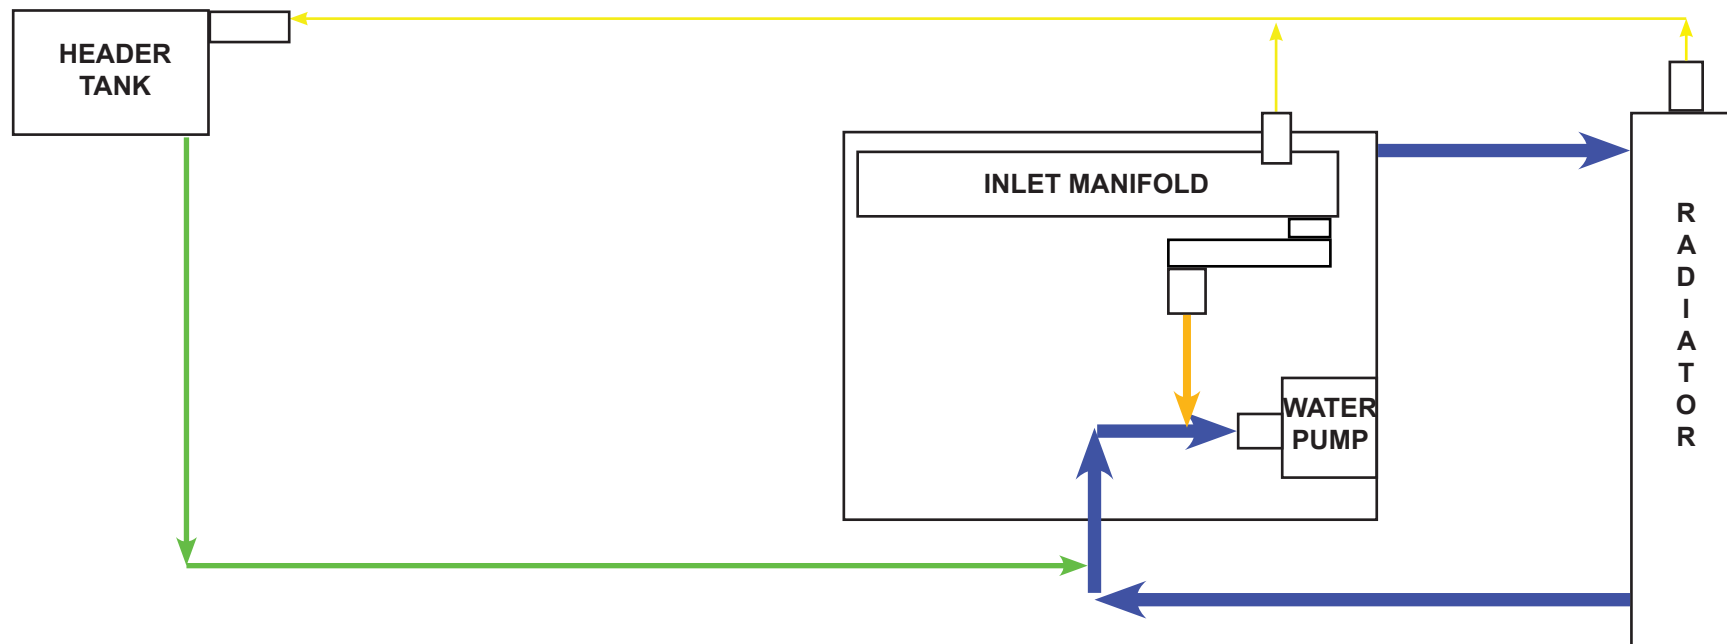 HEADER
TANK
INLET MANIFOLD
R
A
D
I
A
T
O
R
WATER
PUMP